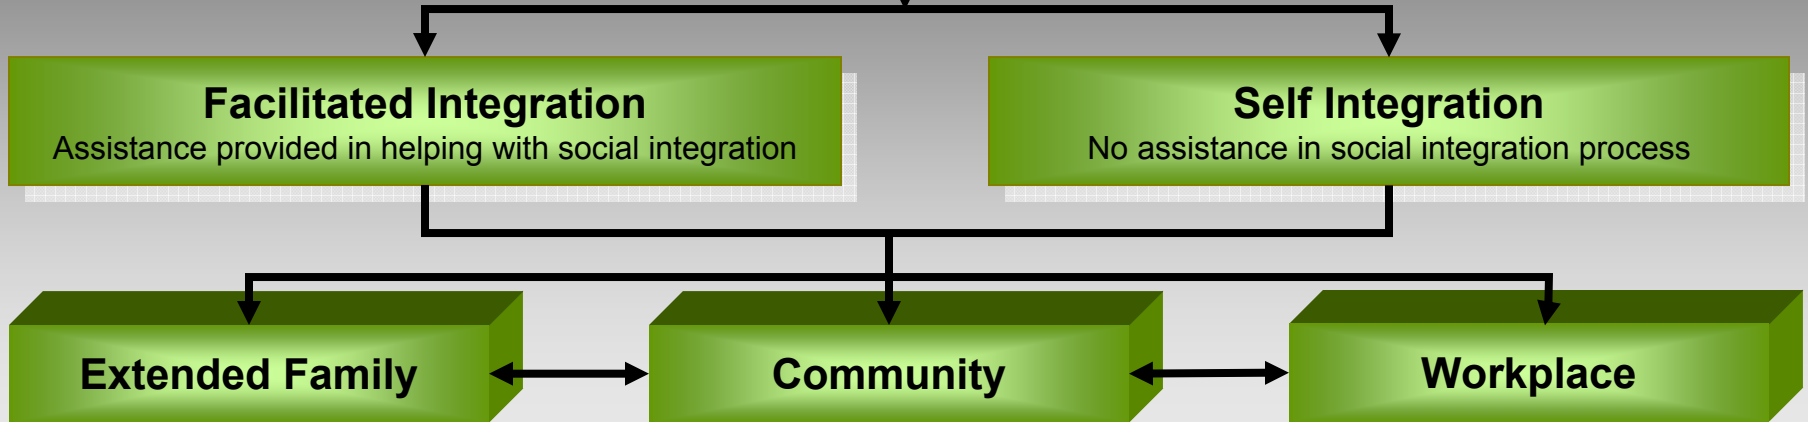 Facilitated Integration
Assistance provided in helping with social integration
Self Integration
No assistance in social integration process
Extended Family
Community
Workplace